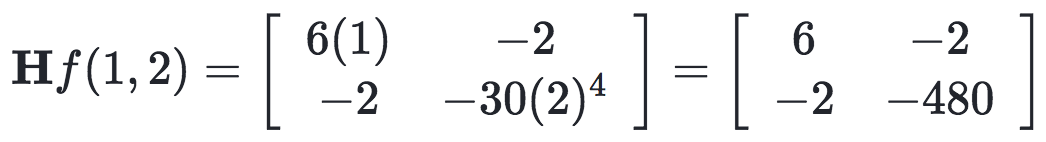 𝐇f(1, 2) = [ 6(1) −2 ; −2 −30(2)⁴ ] = [ 6 −2 ; −2 −480 ]